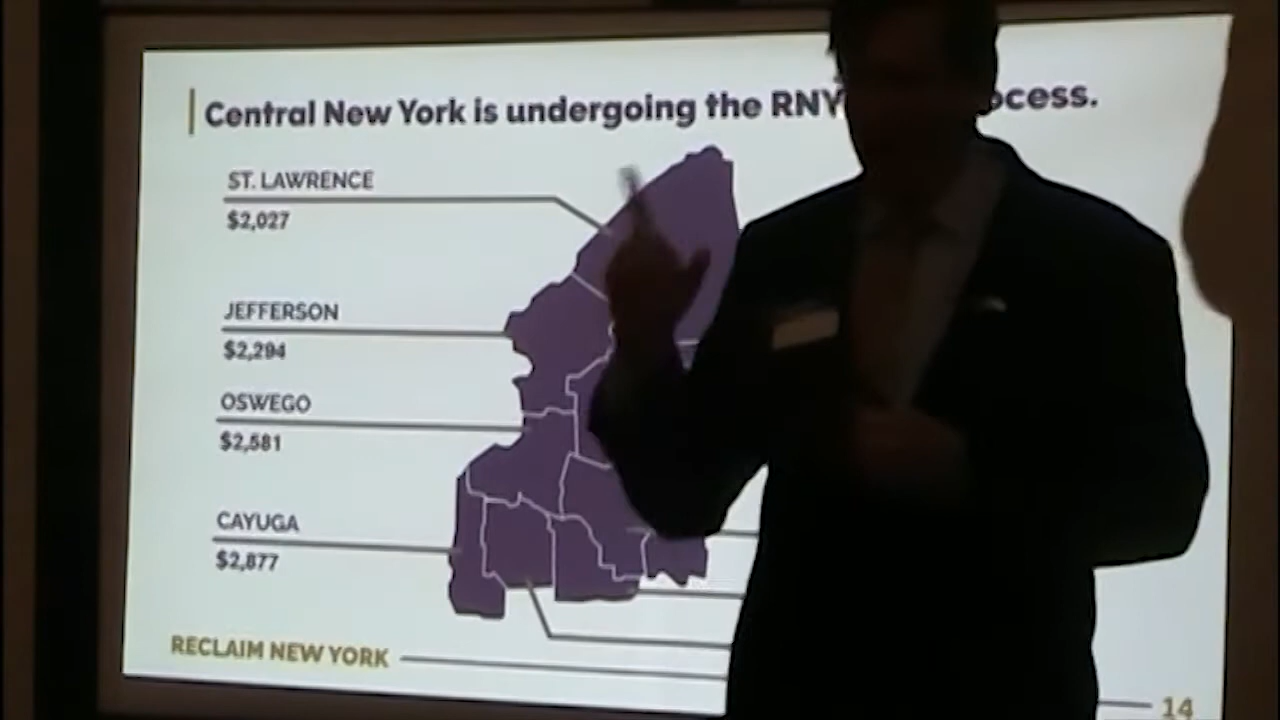 Central New York is undergoing the RNY ocess.
ST. LAWRENCE
$2,027
JEFFERSON
$2,294
OSWEGO
$2,581
CAYUGA
$2,877
RECLAIM NEW YORK
14